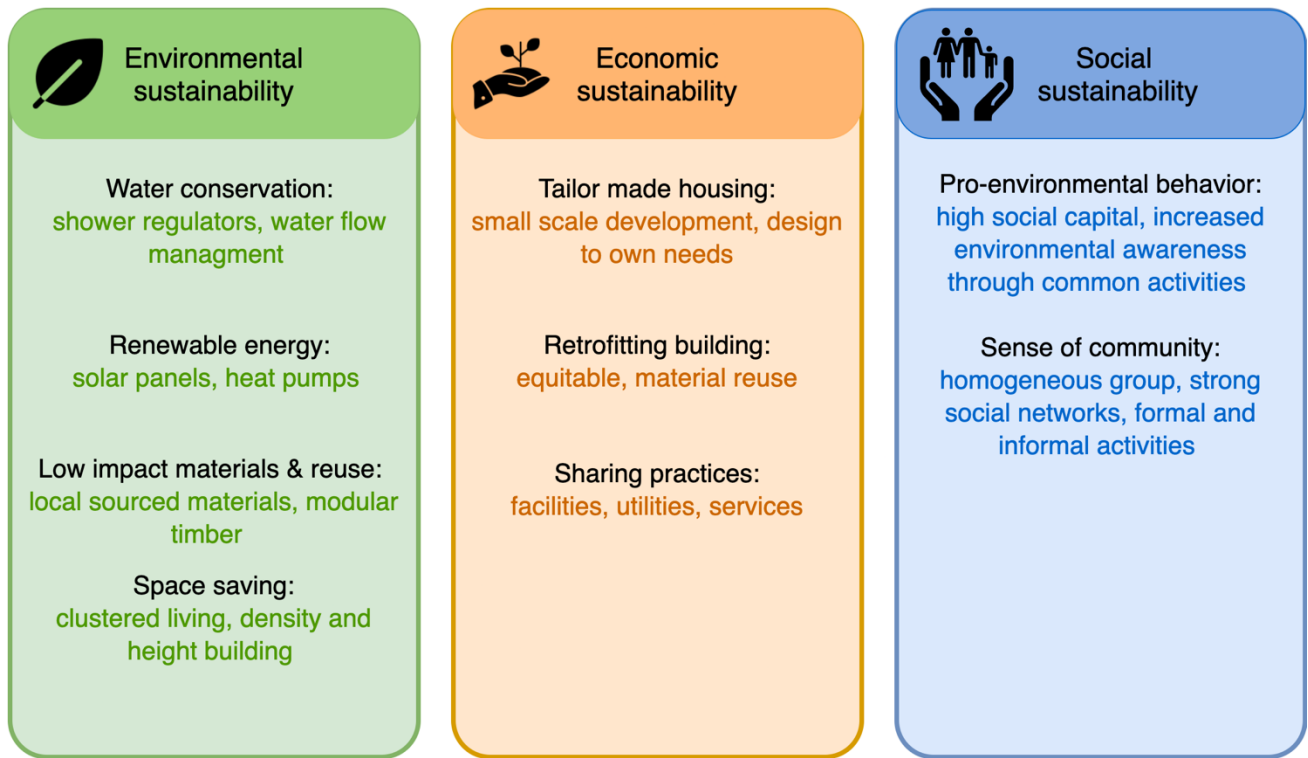 Environmental
sustainability
Water conservation:
shower regulators, water flow
managment
Renewable energy:
solar panels, heat pumps
Low impact materials & reuse:
local sourced materials, modular
timber
Space saving:
clustered living, density and
height building
Economic
sustainability
Tailor made housing:
small scale development, design
to own needs
Retrofitting building:
equitable, material reuse
Sharing practices:
facilities, utilities, services
Social
sustainability
Pro-environmental behavior:
high social capital, increased
environmental awareness
through common activities
Sense of community:
homogeneous group, strong
social networks, formal and
informal activities